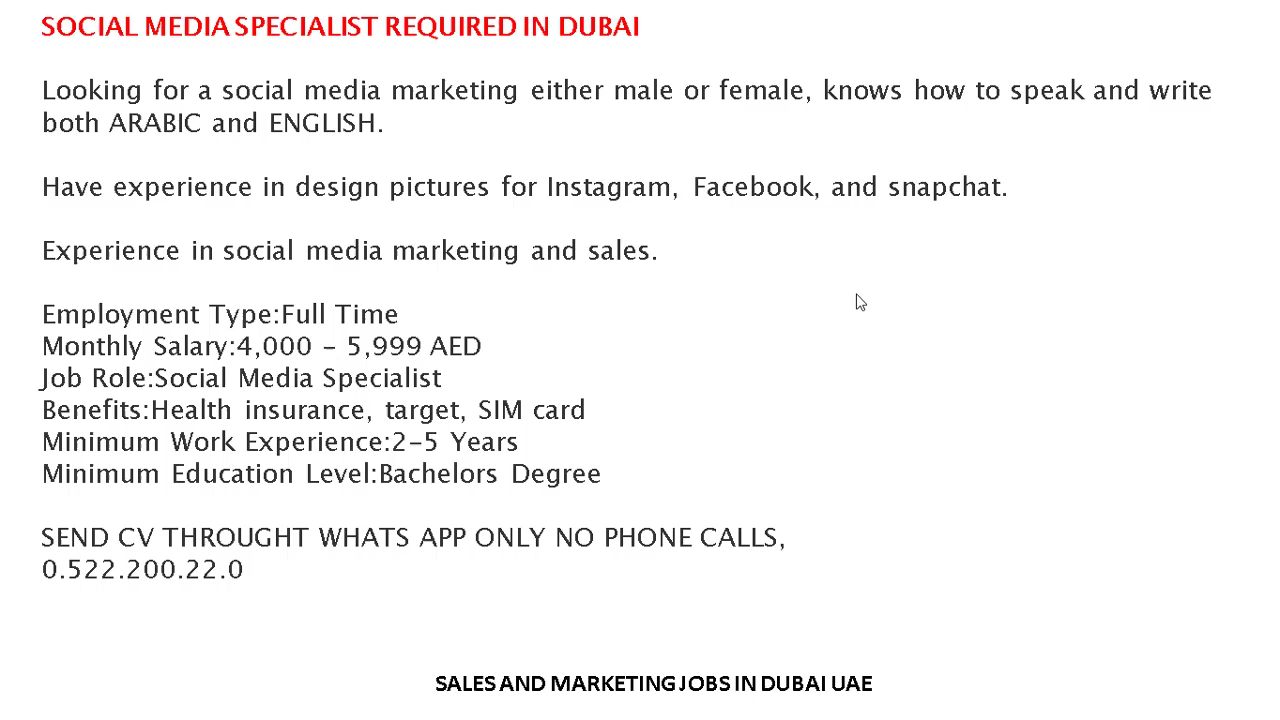 SOCIAL MEDIA SPECIALIST REQUIRED IN DUBAI
Looking for a social media marketing either male or female, knows how to speak and write
both ARABIC and ENGLISH.
Have experience in design pictures for Instagram, Facebook, and snapchat.
Experience in social media marketing and sales.
Employment Type:Full Time
Monthly Salary:4,000 - 5,999 AED
Job Role:Social Media Specialist
Benefits:Health insurance, target, SIM card
Minimum Work Experience:2-5 Years
Minimum Education Level:Bachelors Degree
SEND CV THROUGHT WHATS APP ONLY NO PHONE CALLS,
0.522.200.22.0
SALES AND MARKETING JOBS IN DUBAI UAE